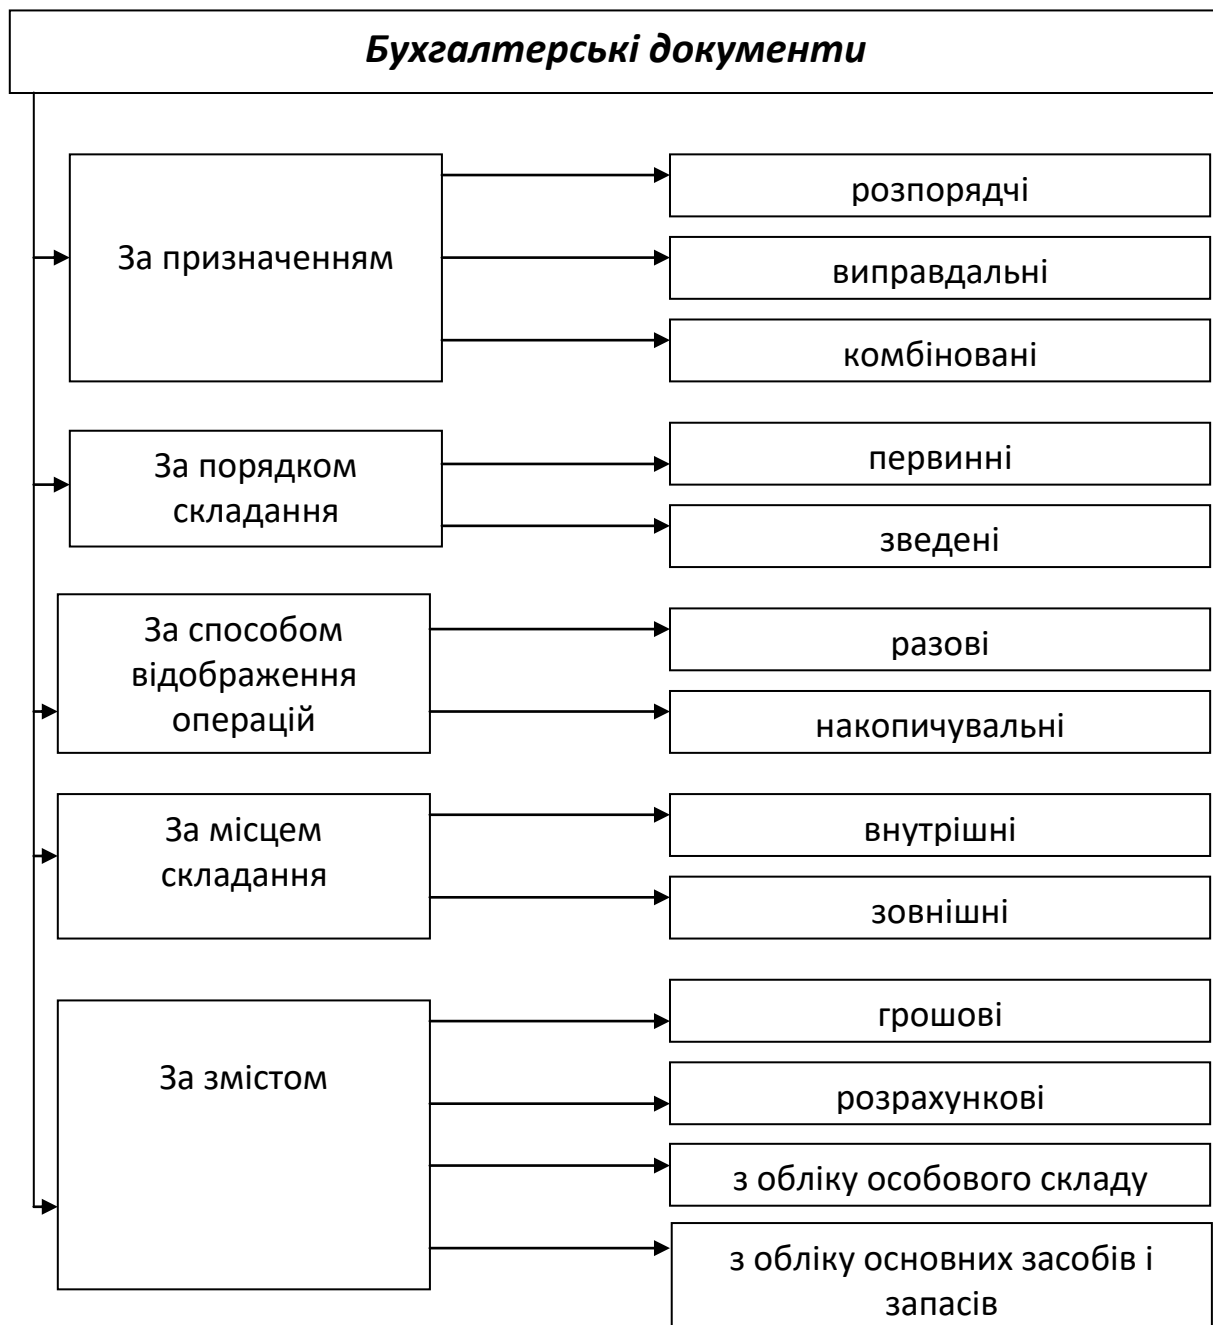 Бухгалтерські документи
За призначенням
розпорядчі
виправдальні
комбіновані
За порядком
складання
первинні
зведені
За способом
відображення
операцій
разові
накопичувальні
За місцем
складання
внутрішні
зовнішні
За змістом
грошові
розрахункові
з обліку особового складу
з обліку основних засобів і
запасів